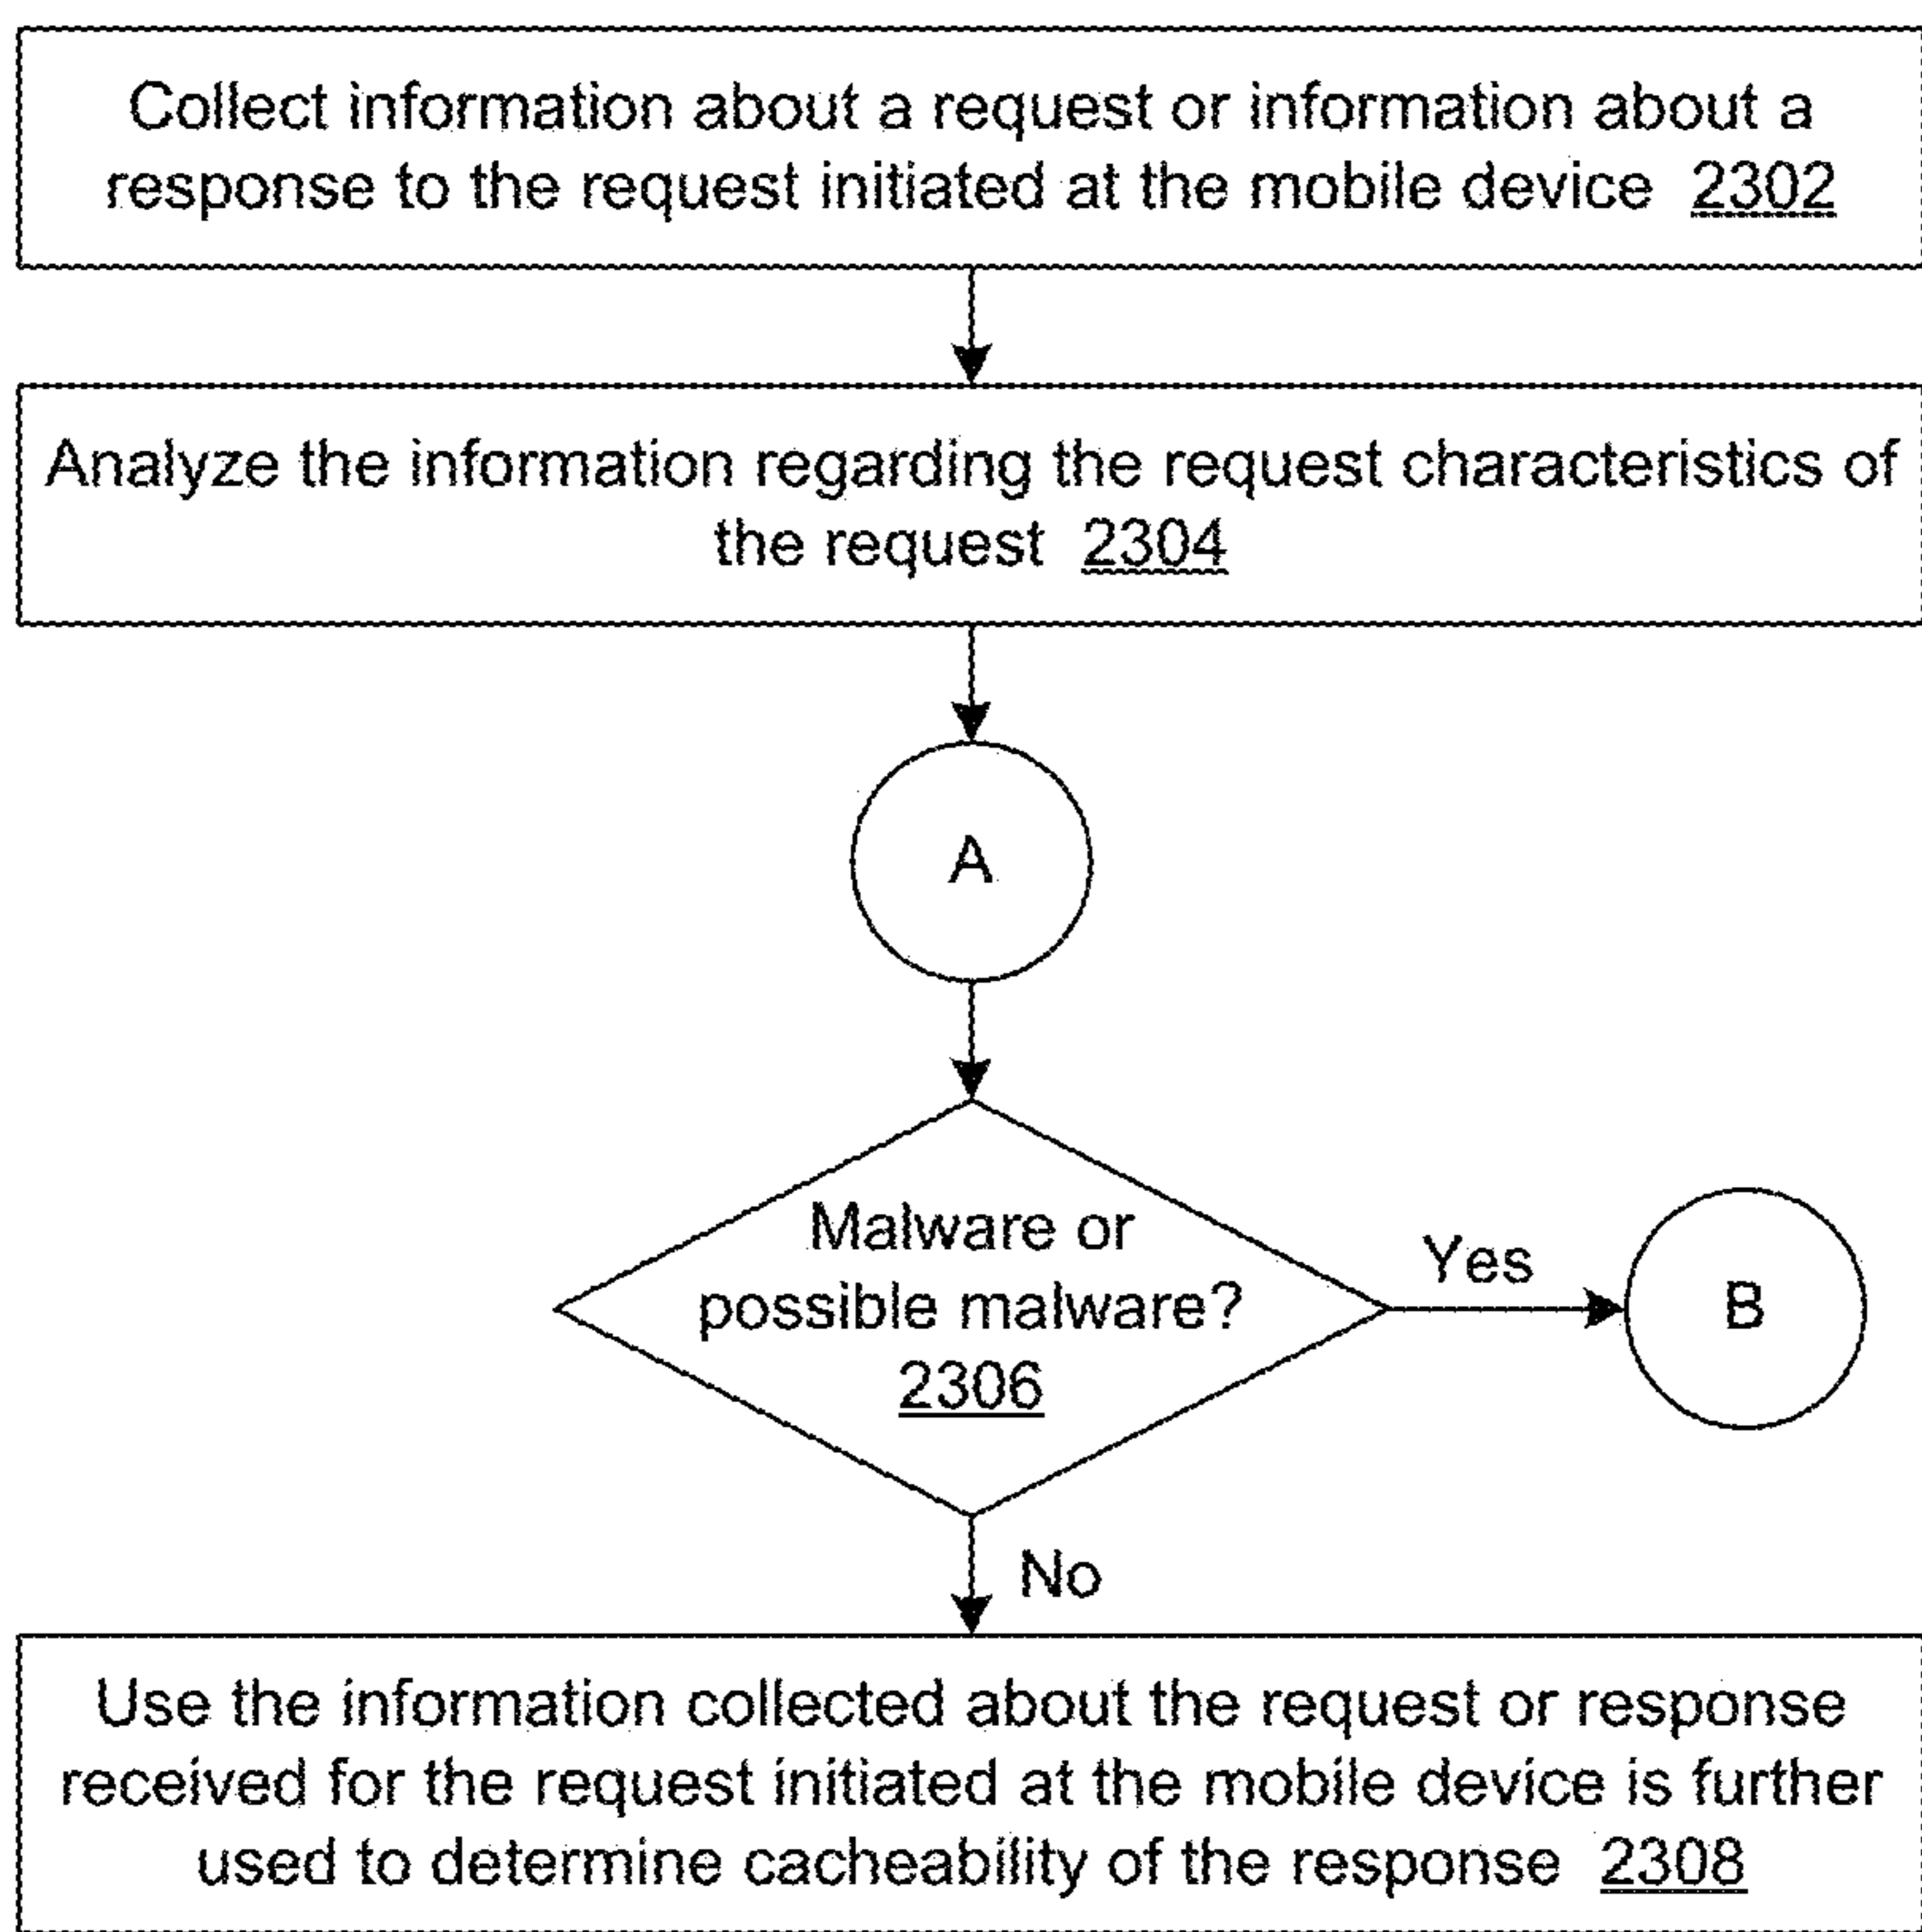 Collect information about a request or information about a
response to the request initiated at the mobile device 2302
Analyze the information regarding the request characteristics of
the request 2304
A
Malware or
possible malware?
2306
Yes
B
No
Use the information collected about the request or response
received for the request initiated at the mobile device is further
used to determine cacheability of the response 2308